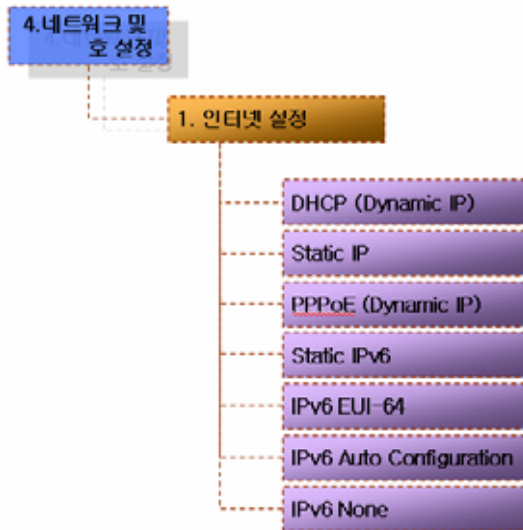 4.네트워크 및
호 설정
1. 인터넷 설정
DHCP (Dynamic IP)
Static IP
PPPoE (Dynamic IP)
Static IPv6
IPv6 EUI-64
IPv6 Auto Configuration
IPv6 None